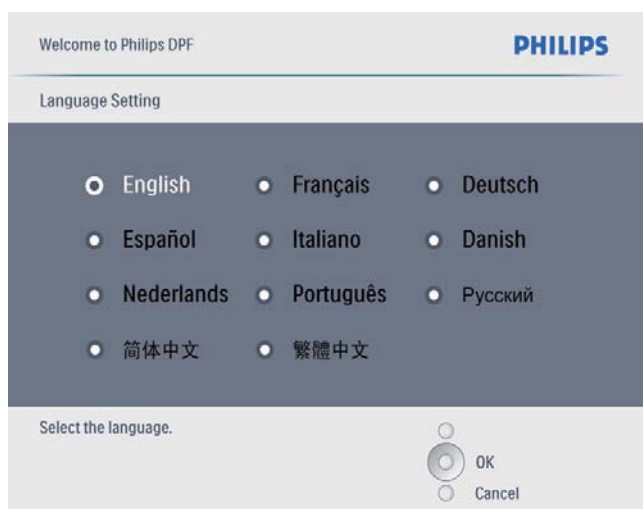 Welcome to Philips DPF PHILIPS
Language Setting
English Français Deutsch
Español Italiano Danish
Nederlands Português Русский
简体中文 繁體中文
Select the language.
OK
Cancel